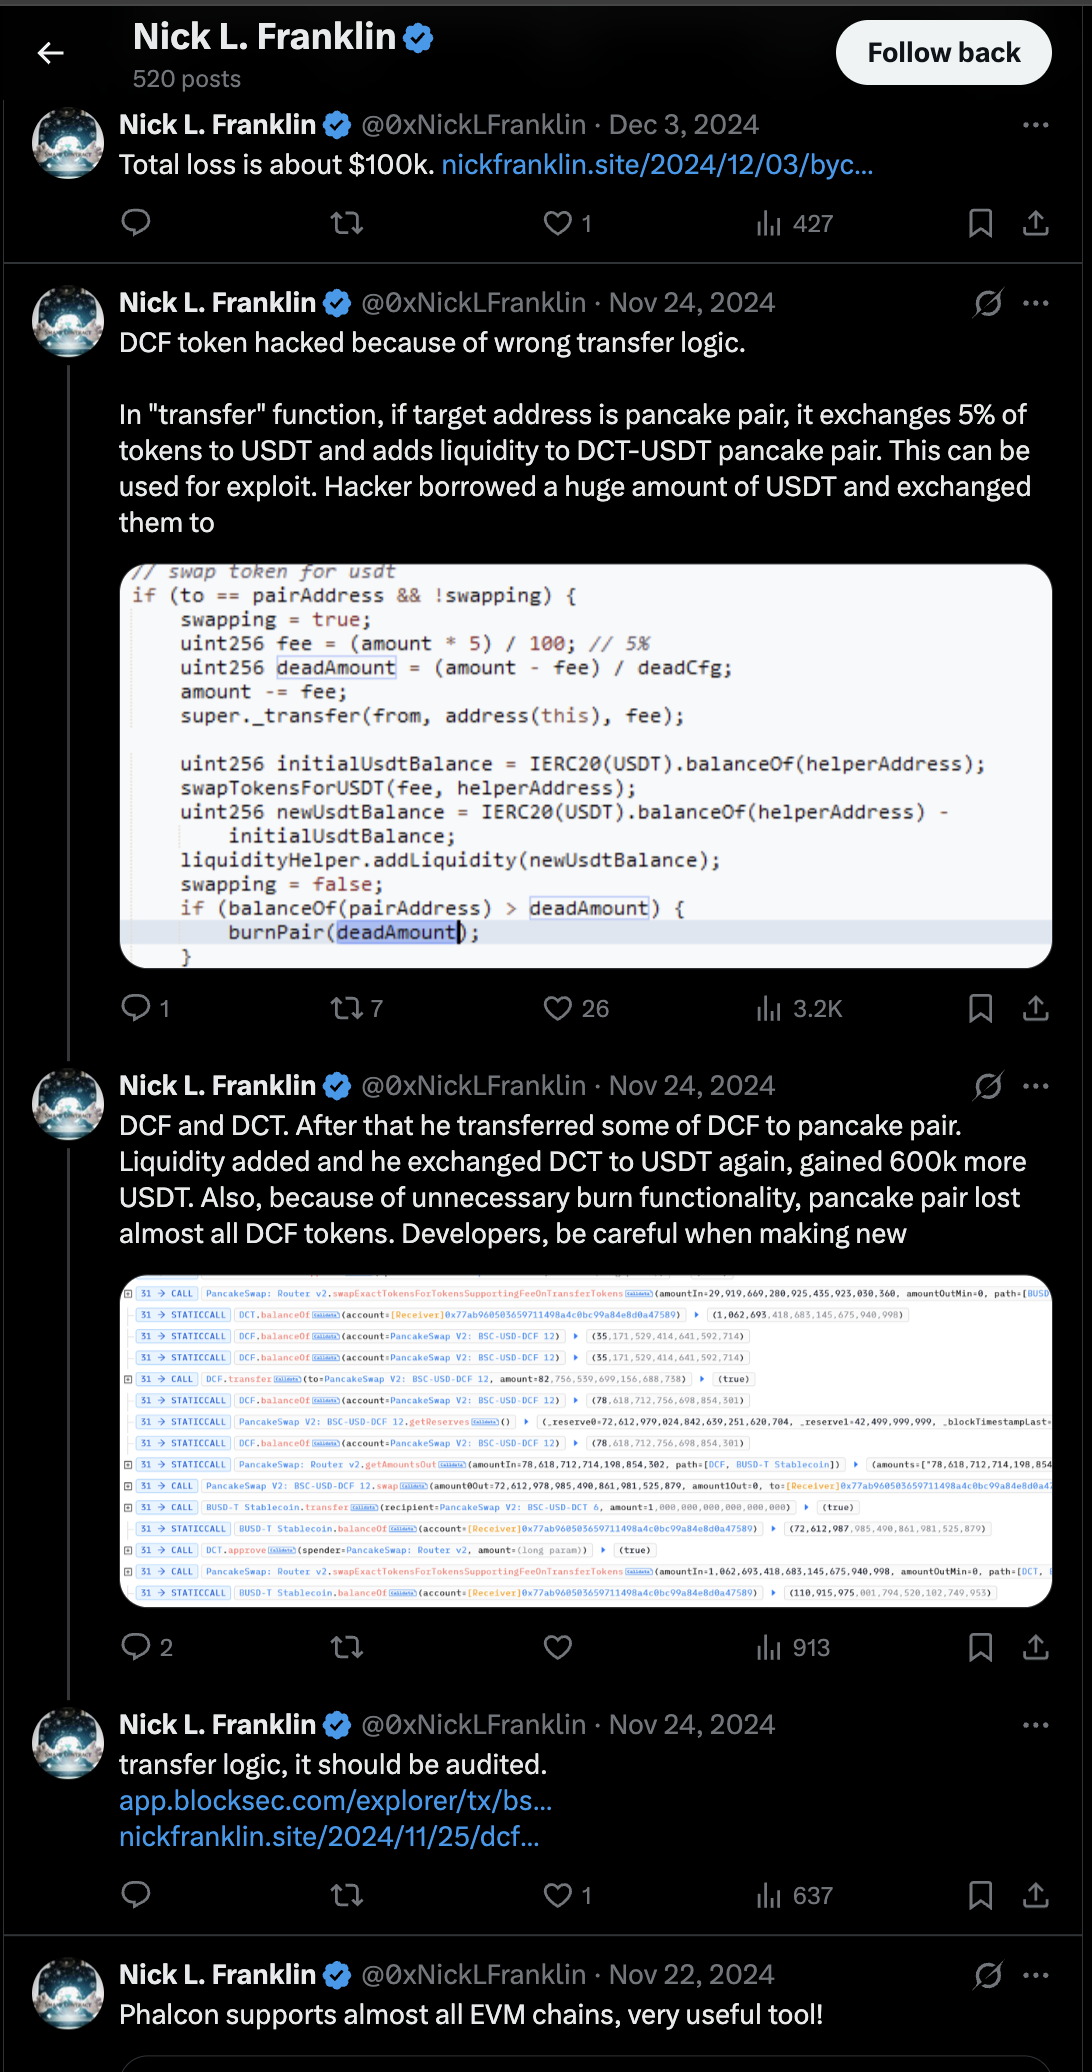 Nick L. Franklin
520 posts
Follow back
Nick L. Franklin @0xNickLFranklin · Dec 3, 2024
Total loss is about $100k. nickfranklin.site/2024/12/03/byc…
1 427
Nick L. Franklin @0xNickLFranklin · Nov 24, 2024
DCF token hacked because of wrong transfer logic.
In "transfer" function, if target address is pancake pair, it exchanges 5% of
tokens to USDT and adds liquidity to DCT-USDT pancake pair. This can be
used for exploit. Hacker borrowed a huge amount of USDT and exchanged
them to
// swap token for usdt
if (to == pairAddress && !swapping) {
swapping = true;
uint256 fee = (amount * 5) / 100; // 5%
uint256 deadAmount = (amount - fee) / deadCfg;
amount -= fee;
super._transfer(from, address(this), fee);
uint256 initialUsdtBalance = IERC20(USDT).balanceOf(helperAddress);
swapTokensForUSDT(fee, helperAddress);
uint256 newUsdtBalance = IERC20(USDT).balanceOf(helperAddress) -
initialUsdtBalance;
liquidityHelper.addLiquidity(newUsdtBalance);
swapping = false;
if (balanceOf(pairAddress) > deadAmount) {
burnPair(deadAmount);
}
1 7 26 3.2K
Nick L. Franklin @0xNickLFranklin · Nov 24, 2024
DCF and DCT. After that he transferred some of DCF to pancake pair.
Liquidity added and he exchanged DCT to USDT again, gained 600k more
USDT. Also, because of unnecessary burn functionality, pancake pair lost
almost all DCF tokens. Developers, be careful when making new
31 → CALL PancakeSwap: Router v2.swapExactTokensForTokensSupportingFeeOnTransferTokens (amountIn=29,919,669,280,925,435,923,030,360, amountOutMin=0, path=[BUSD
31 → STATICCALL DCT.balanceOf (account=[Receiver]0x77ab960503659711498a4c0bc99a84e8d0a47589) (1,062,693,418,683,145,675,940,998)
31 → STATICCALL DCF.balanceOf (account=PancakeSwap V2: BSC-USD-DCF 12) (35,171,529,414,641,592,714)
31 → STATICCALL DCF.balanceOf (account=PancakeSwap V2: BSC-USD-DCF 12) (35,171,529,414,641,592,714)
31 → CALL DCF.transfer (to=PancakeSwap V2: BSC-USD-DCF 12, amount=82,756,539,699,156,688,738) (true)
31 → STATICCALL DCF.balanceOf (account=PancakeSwap V2: BSC-USD-DCF 12) (78,618,712,756,698,854,301)
31 → STATICCALL PancakeSwap V2: BSC-USD-DCF 12.getReserves () (_reserve0=72,612,979,024,842,639,251,620,704, _reserve1=42,499,999,999, _blockTimestampLast=
31 → STATICCALL DCF.balanceOf (account=PancakeSwap V2: BSC-USD-DCF 12) (78,618,712,756,698,854,301)
31 → STATICCALL PancakeSwap: Router v2.getAmountsOut (amountIn=78,618,712,714,198,854,302, path=[DCF, BUSD-T Stablecoin]) (amounts=["78,618,712,714,198,854
31 → CALL PancakeSwap V2: BSC-USD-DCF 12.swap (amount0Out=72,612,978,985,490,861,981,525,879, amount1Out=0, to=[Receiver]0x77ab960503659711498a4c0bc99a84e8d0a47
31 → CALL BUSD-T Stablecoin.transfer (recipient=PancakeSwap V2: BSC-USD-DCT 6, amount=1,000,000,000,000,000,000) (true)
31 → STATICCALL BUSD-T Stablecoin.balanceOf (account=[Receiver]0x77ab960503659711498a4c0bc99a84e8d0a47589) (72,612,987,985,490,861,981,525,879)
31 → CALL DCT.approve (spender=PancakeSwap: Router v2, amount=(long param)) (true)
31 → CALL PancakeSwap: Router v2.swapExactTokensForTokensSupportingFeeOnTransferTokens (amountIn=1,062,693,418,683,145,675,940,998, amountOutMin=0, path=[DCT,
31 → STATICCALL BUSD-T Stablecoin.balanceOf (account=[Receiver]0x77ab960503659711498a4c0bc99a84e8d0a47589) (110,915,975,001,794,520,102,749,953)
2 913
Nick L. Franklin @0xNickLFranklin · Nov 24, 2024
transfer logic, it should be audited.
app.blocksec.com/explorer/tx/bs…
nickfranklin.site/2024/11/25/dcf…
1 637
Nick L. Franklin @0xNickLFranklin · Nov 22, 2024
Phalcon supports almost all EVM chains, very useful tool!